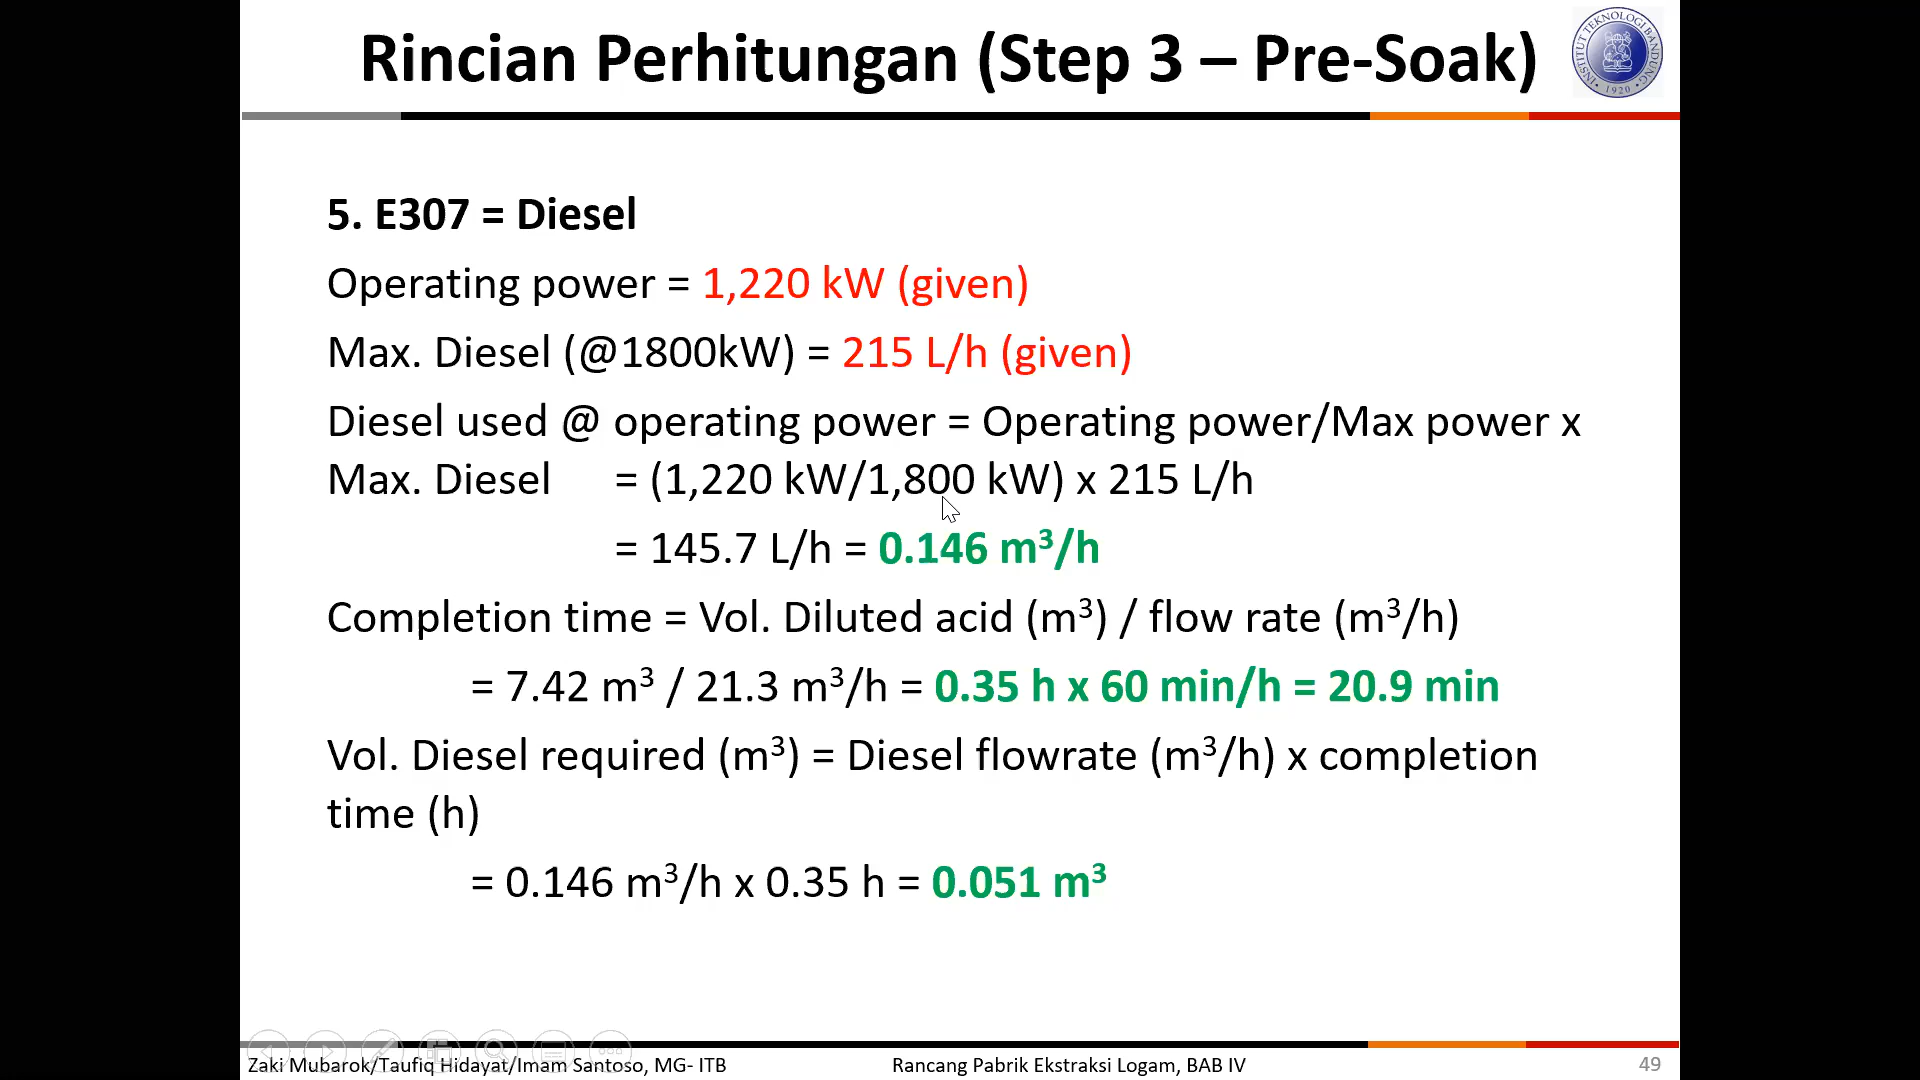 Rincian Perhitungan (Step 3 – Pre-Soak)
INSTITUT TEKNOLOGI BANDUNG
1920
5. E307 = Diesel
Operating power = 1,220 kW (given)
Max. Diesel (@1800kW) = 215 L/h (given)
Diesel used @ operating power = Operating power/Max power x
Max. Diesel = (1,220 kW/1,800 kW) x 215 L/h
= 145.7 L/h = 0.146 m³/h
Completion time = Vol. Diluted acid (m³) / flow rate (m³/h)
= 7.42 m³ / 21.3 m³/h = 0.35 h x 60 min/h = 20.9 min
Vol. Diesel required (m³) = Diesel flowrate (m³/h) x completion
time (h)
= 0.146 m³/h x 0.35 h = 0.051 m³
Zaki Mubarok/Taufiq Hidayat/Imam Santoso, MG- ITB
Rancang Pabrik Ekstraksi Logam, BAB IV
49